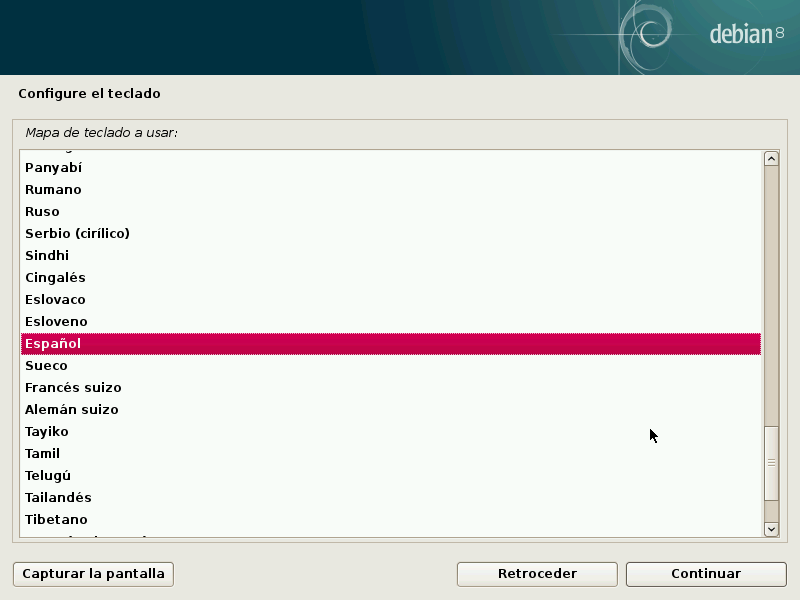 debian 8
Configure el teclado
Mapa de teclado a usar:
Panyabí
Rumano
Ruso
Serbio (cirílico)
Sindhi
Cingalés
Eslovaco
Esloveno
Español
Sueco
Francés suizo
Alemán suizo
Tayiko
Tamil
Telugú
Tailandés
Tibetano
Capturar la pantalla
Retroceder
Continuar